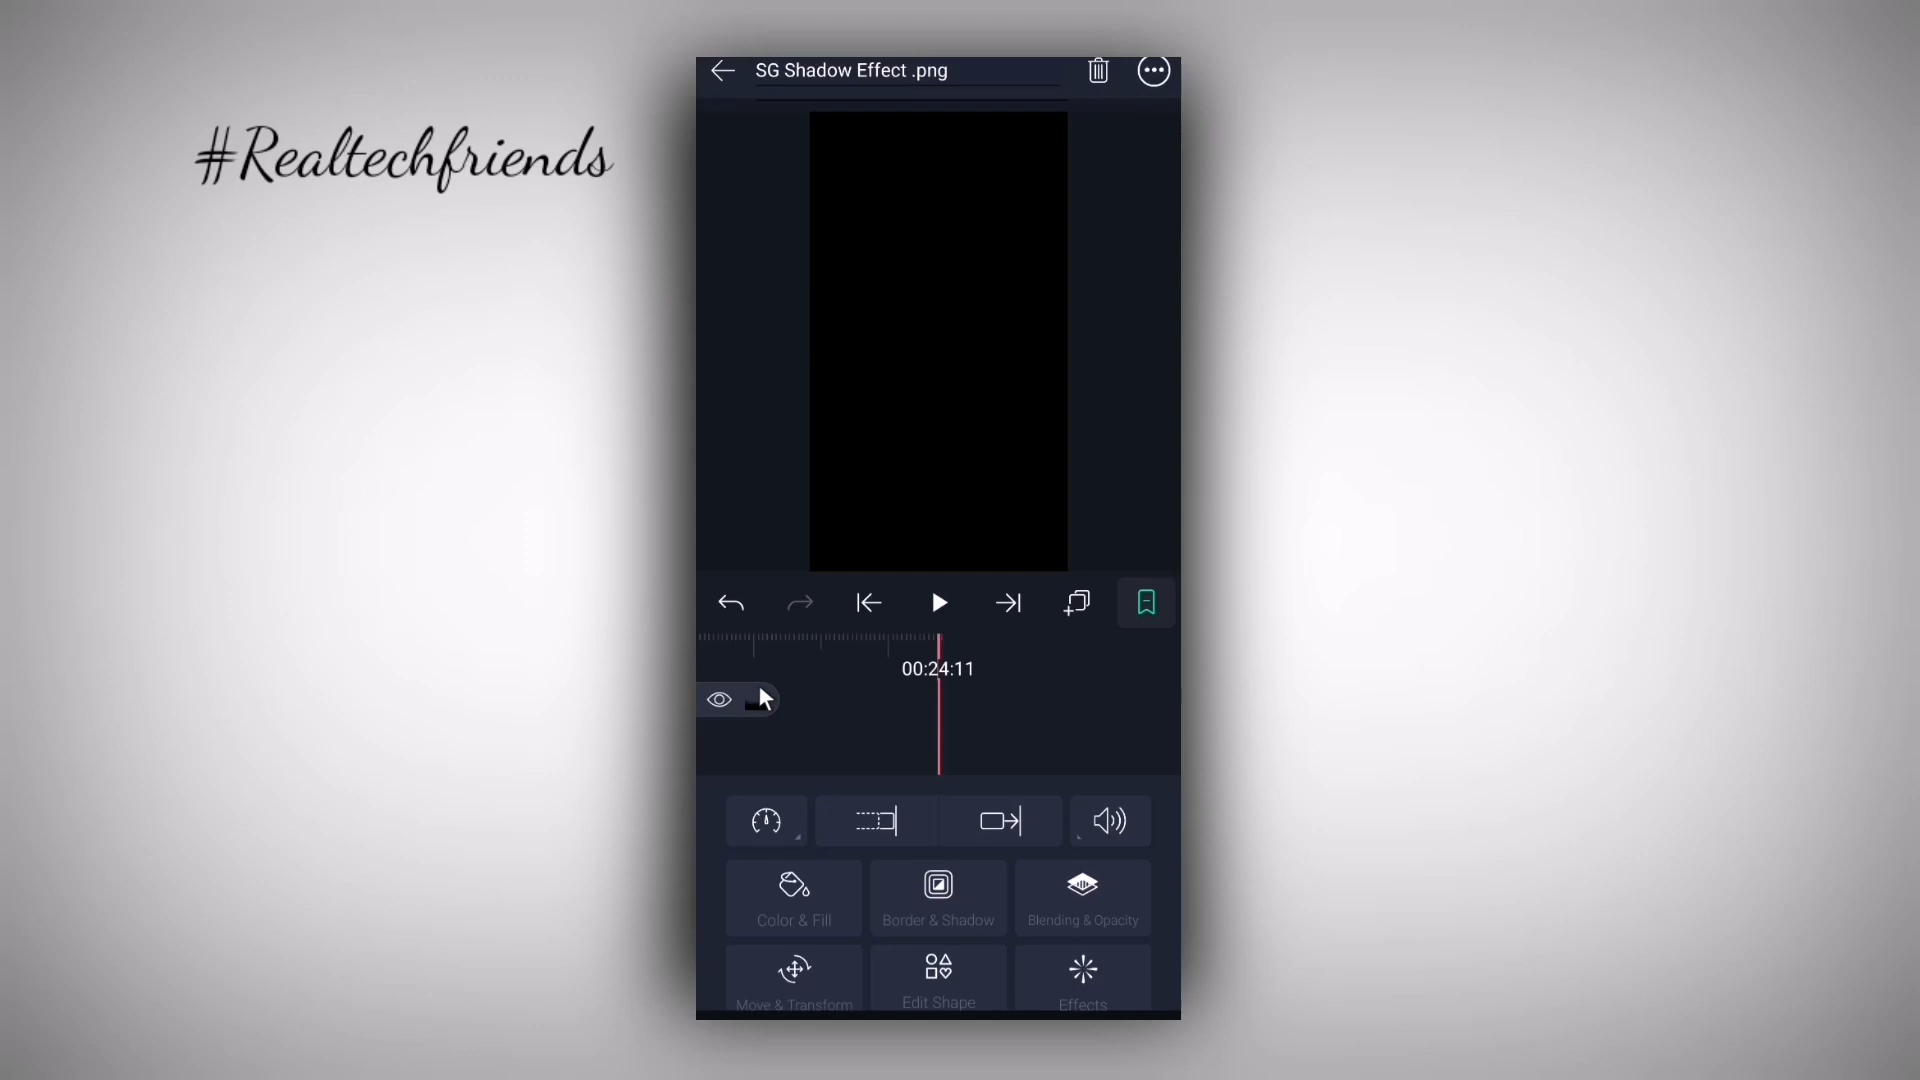 SG Shadow Effect .png
#Realtechfriends
00:24:11
Color & Fill
Border & Shadow
Blending & Opacity
Move & Transform
Edit Shape
Effects